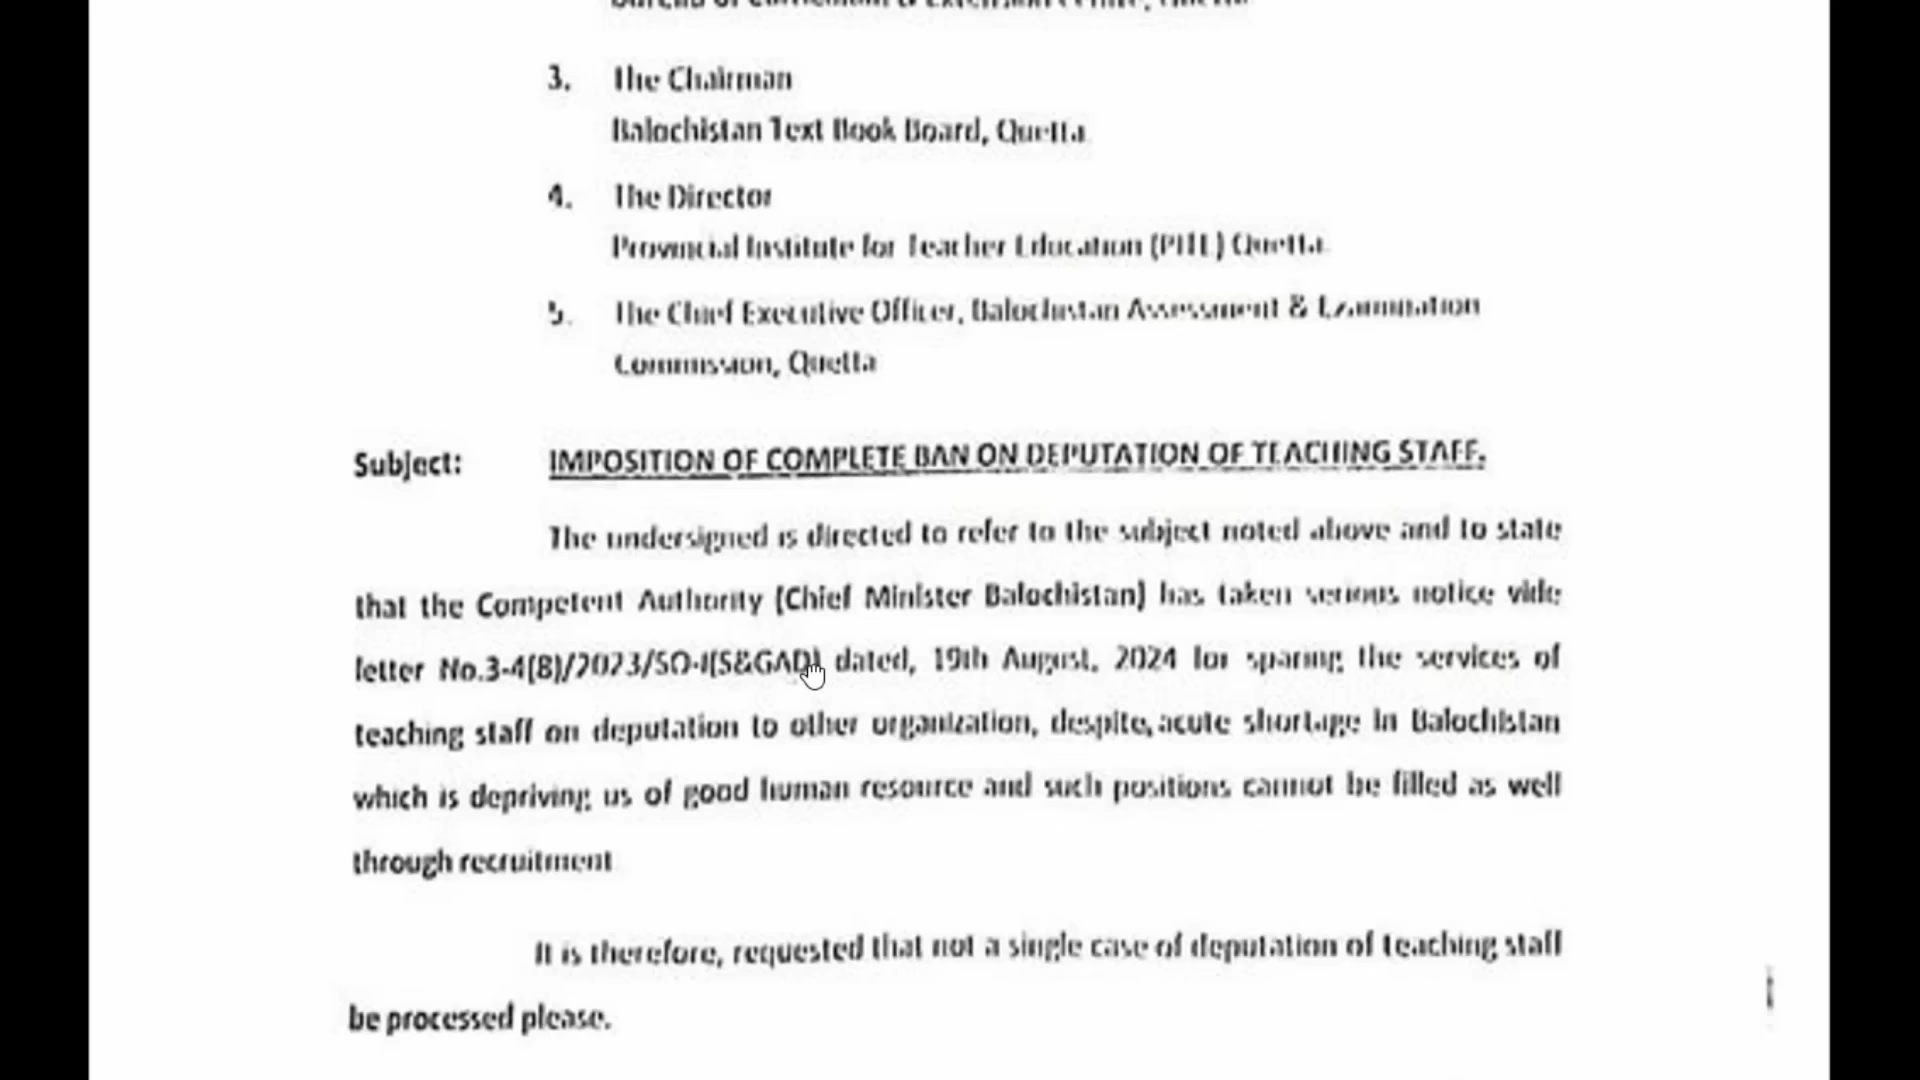 Bureau of Curriculum & Extension Centre, Quetta
3. The Chairman
Balochistan Text Book Board, Quetta
4. The Director
Provincial Institute for Teacher Education (PITE) Quetta
5. The Chief Executive Officer, Balochistan Assessment & Examination
Commission, Quetta
Subject: IMPOSITION OF COMPLETE BAN ON DEPUTATION OF TEACHING STAFF.
The undersigned is directed to refer to the subject noted above and to state
that the Competent Authority (Chief Minister Balochistan) has taken serious notice vide
letter No.3-4(B)/2023/SO-I(S&GAD) dated, 19th August, 2024 for sparing the services of
teaching staff on deputation to other organization, despite, acute shortage in Balochistan
which is depriving us of good human resource and such positions cannot be filled as well
through recruitment
It is therefore, requested that not a single case of deputation of teaching staff
be processed please.